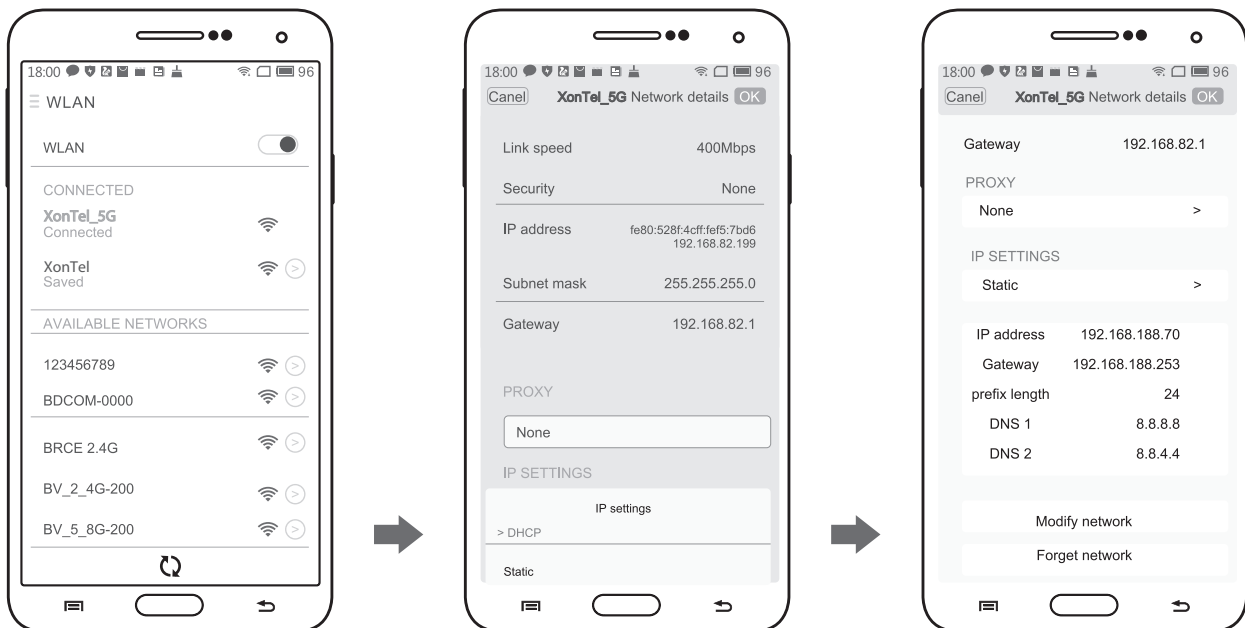 18:00 96
WLAN
WLAN
CONNECTED
XonTel_5G
Connected
XonTel
Saved
AVAILABLE NETWORKS
123456789
BDCOM-0000
BRCE 2.4G
BV_2_4G-200
BV_5_8G-200
18:00 96
Canel XonTel_5G Network details OK
Link speed 400Mbps
Security None
IP address fe80:528f:4cff:fef5:7bd6
192.168.82.199
Subnet mask 255.255.255.0
Gateway 192.168.82.1
PROXY
None
IP SETTINGS
IP settings
> DHCP
Static
18:00 96
Canel XonTel_5G Network details OK
Gateway 192.168.82.1
PROXY
None >
IP SETTINGS
Static >
IP address 192.168.188.70
Gateway 192.168.188.253
prefix length 24
DNS 1 8.8.8.8
DNS 2 8.8.4.4
Modify network
Forget network